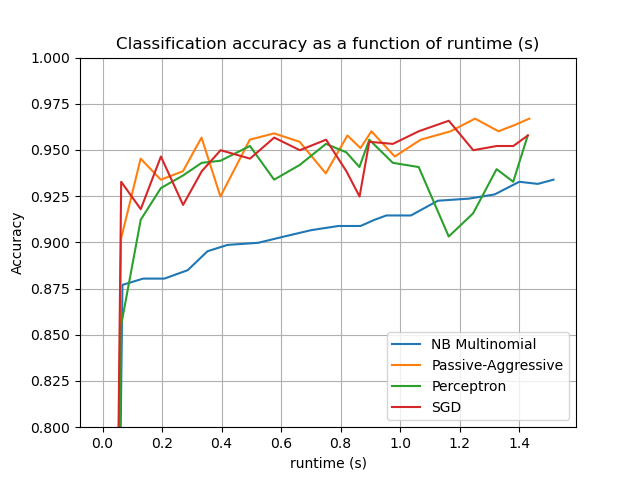 Classification accuracy as a function of runtime (s)
1.000
0.975
0.950
0.925
0.900
0.875
0.850
0.825
0.800
Accuracy
NB Multinomial
Passive-Aggressive
Perceptron
SGD
0.0 0.2 0.4 0.6 0.8 1.0 1.2 1.4
runtime (s)